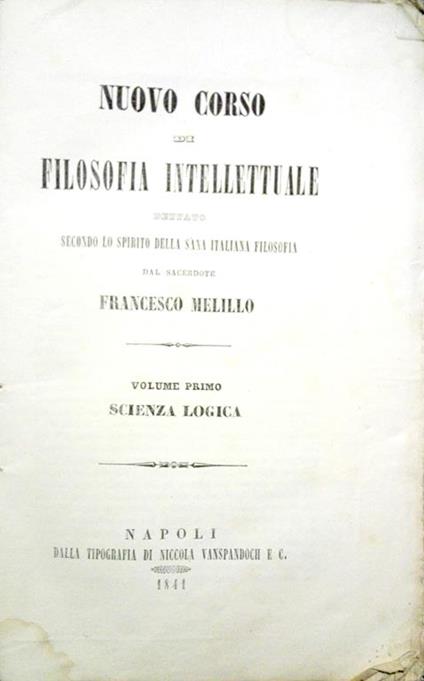 NUOVO CORSO
DI
FILOSOFIA INTELLETTUALE
DETTATO
SECONDO LO SPIRITO DELLA SANA ITALIANA FILOSOFIA
DAL SACERDOTE
FRANCESCO MELILLO
VOLUME PRIMO
SCIENZA LOGICA
NAPOLI
DALLA TIPOGRAFIA DI NICCOLA VANSPANDOCH E C.
1841